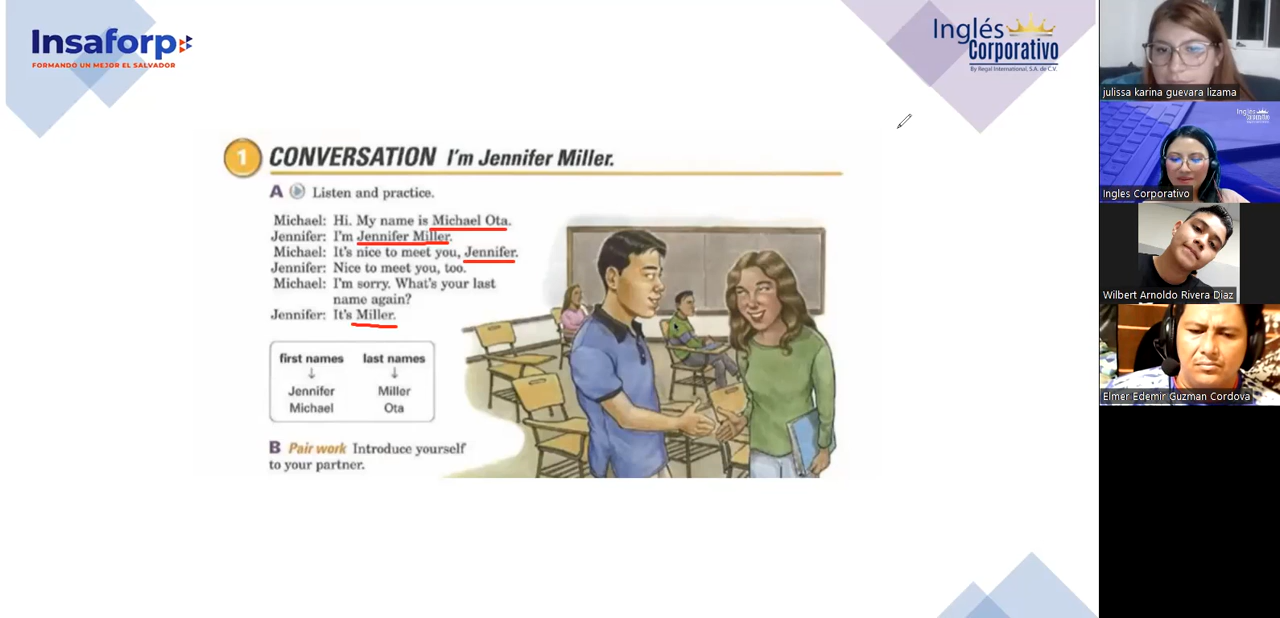 Insaforp
FORMANDO UN MEJOR EL SALVADOR
Inglés
Corporativo
By Regal International, S.A. de C.V.
1 CONVERSATION I'm Jennifer Miller.
A Listen and practice.
Michael: Hi. My name is Michael Ota.
Jennifer: I'm Jennifer Miller.
Michael: It's nice to meet you, Jennifer.
Jennifer: Nice to meet you, too.
Michael: I'm sorry. What's your last
name again?
Jennifer: It's Miller.
first names last names
↓ ↓
Jennifer Miller
Michael Ota
B Pair work Introduce yourself
to your partner.
julissa karina guevara lizama
Inglés
Ingles Corporativo
Wilbert Arnoldo Rivera Diaz
Elmer Edemir Guzman Cordova